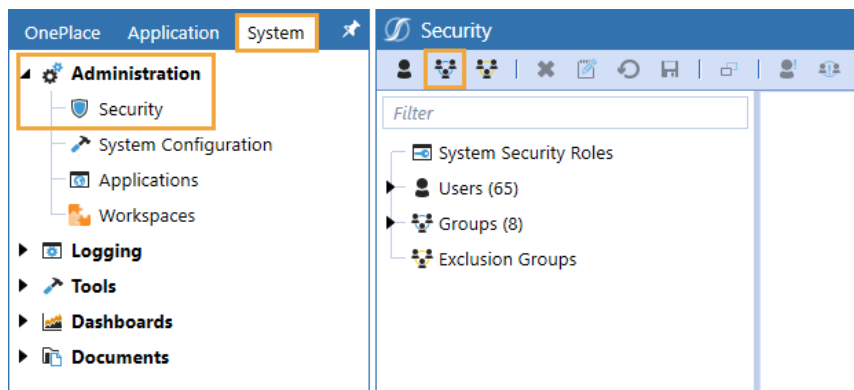 OnePlace Application System
Administration
Security
System Configuration
Applications
Workspaces
Logging
Tools
Dashboards
Documents
Security
Filter
System Security Roles
Users (65)
Groups (8)
Exclusion Groups